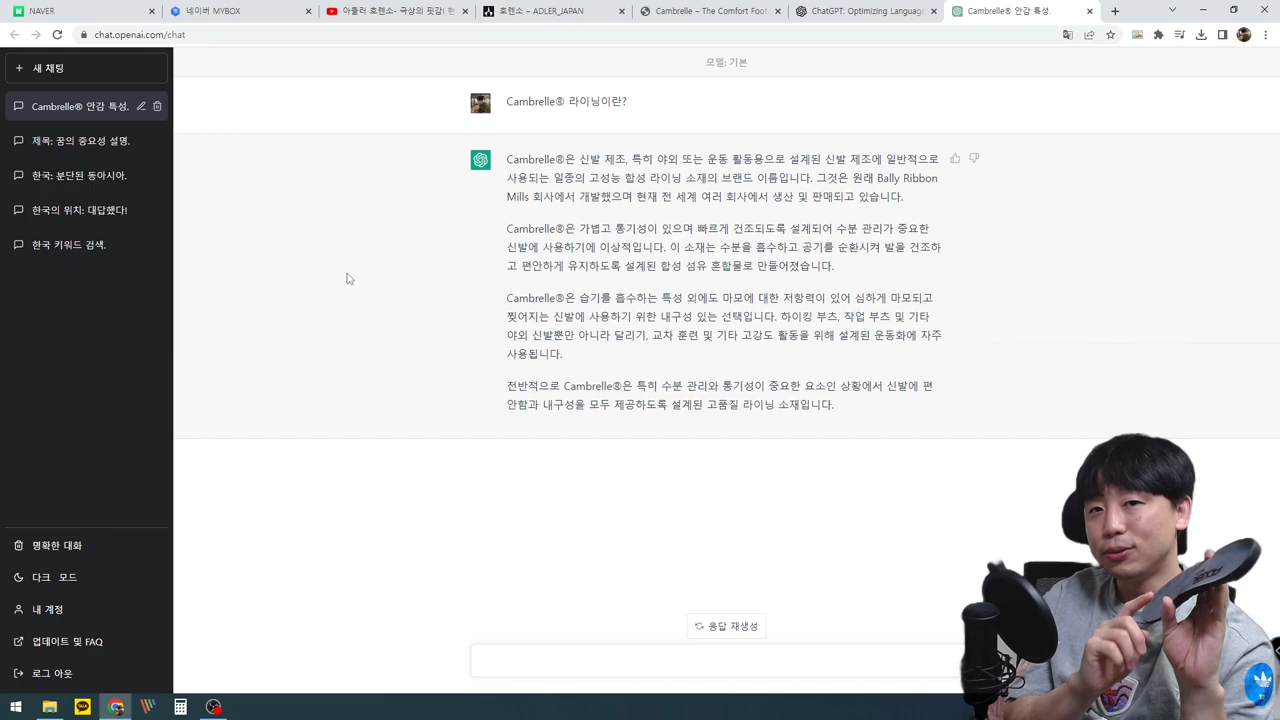 NAVER
네이버 MYBOX
아들러 호렌소- 극상의 핏감! 한
호렌소 – ADLER_JAPAN
Cambrelle – The Comfort Foot
ChatGPT: Optimizing Language
Cambrelle® 안감 특성.
chat.openai.com/chat
새 채팅
모델: 기본
Cambrelle® 안감 특성.
Cambrelle® 라이닝이란?
제목: 꿈의 중요성 설명.
한국: 분단된 동아시아.
한국의 위치: 대답했다!
한국 키워드 검색.
Cambrelle®은 신발 제조, 특히 야외 또는 운동 활동용으로 설계된 신발 제조에 일반적으로
사용되는 일종의 고성능 합성 라이닝 소재의 브랜드 이름입니다. 그것은 원래 Bally Ribbon
Mills 회사에서 개발했으며 현재 전 세계 여러 회사에서 생산 및 판매되고 있습니다.
Cambrelle®은 가볍고 통기성이 있으며 빠르게 건조되도록 설계되어 수분 관리가 중요한
신발에 사용하기에 이상적입니다. 이 소재는 수분을 흡수하고 공기를 순환시켜 발을 건조하
고 편안하게 유지하도록 설계된 합성 섬유 혼합물로 만들어졌습니다.
Cambrelle®은 습기를 흡수하는 특성 외에도 마모에 대한 저항력이 있어 심하게 마모되고
찢어지는 신발에 사용하기 위한 내구성 있는 선택입니다. 하이킹 부츠, 작업 부츠 및 기타
야외 신발뿐만 아니라 달리기, 교차 훈련 및 기타 고강도 활동을 위해 설계된 운동화에 자주
사용됩니다.
전반적으로 Cambrelle®은 특히 수분 관리와 통기성이 중요한 요소인 상황에서 신발에 편
안함과 내구성을 모두 제공하도록 설계된 고품질 라이닝 소재입니다.
명확한 대화
다크 모드
내 계정
업데이트 및 FAQ
로그 아웃
응답 재생성
TALK